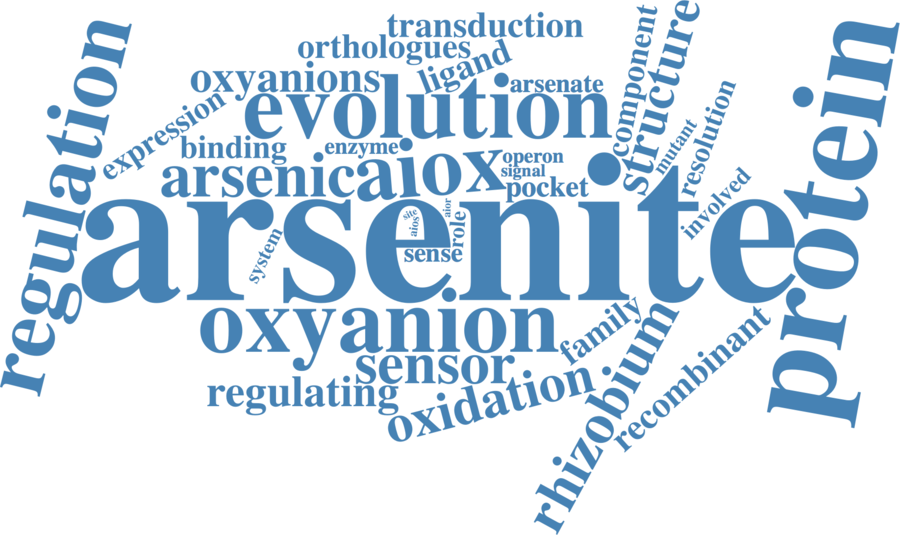 transduction
orthologues
oxyanions
ligand
arsenate
evolution
expression
binding
enzyme
arsenic
aiox
operon
signal
pocket
component
structure
mutant
resolution
involved
regulation
protein
arsenite
site
aios
aior
role
sense
system
oxyanion
sensor
family
regulating
oxidation
rhizobium
recombinant